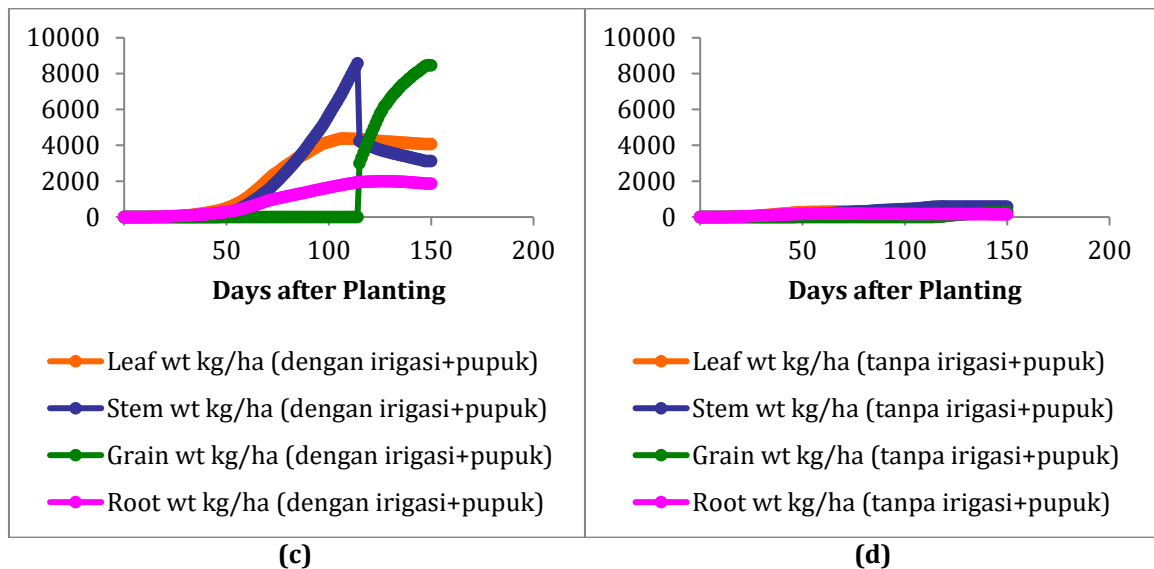 10000
8000
6000
4000
2000
0
0 50 100 150 200
Days after Planting
Leaf wt kg/ha (dengan irigasi+pupuk)
Stem wt kg/ha (dengan irigasi+pupuk)
Grain wt kg/ha (dengan irigasi+pupuk)
Root wt kg/ha (dengan irigasi+pupuk)
(c)
10000
8000
6000
4000
2000
0
0 50 100 150 200
Days after Planting
Leaf wt kg/ha (tanpa irigasi+pupuk)
Stem wt kg/ha (tanpa irigasi+pupuk)
Grain wt kg/ha (tanpa irigasi+pupuk)
Root wt kg/ha (tanpa irigasi+pupuk)
(d)